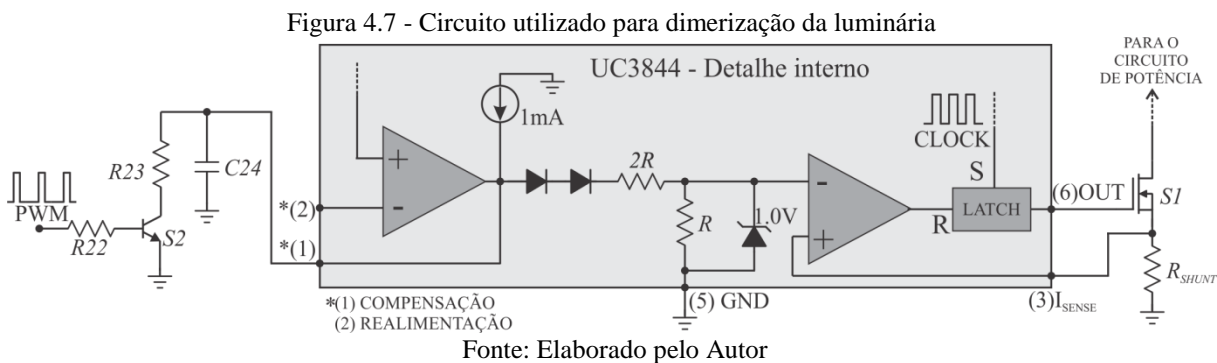 Figura 4.7 - Circuito utilizado para dimerização da luminária
UC3844 - Detalhe interno
PARA O
CIRCUITO
DE POTÊNCIA
1mA
CLOCK
R23
C24
+
-
2R
-
+
S
(6)OUT
S1
PWM
R22
S2
*(2)
*(1)
R
1.0V
R
LATCH
R_SHUNT
*(1) COMPENSAÇÃO
(2) REALIMENTAÇÃO
(5) GND
(3)I_SENSE
Fonte: Elaborado pelo Autor